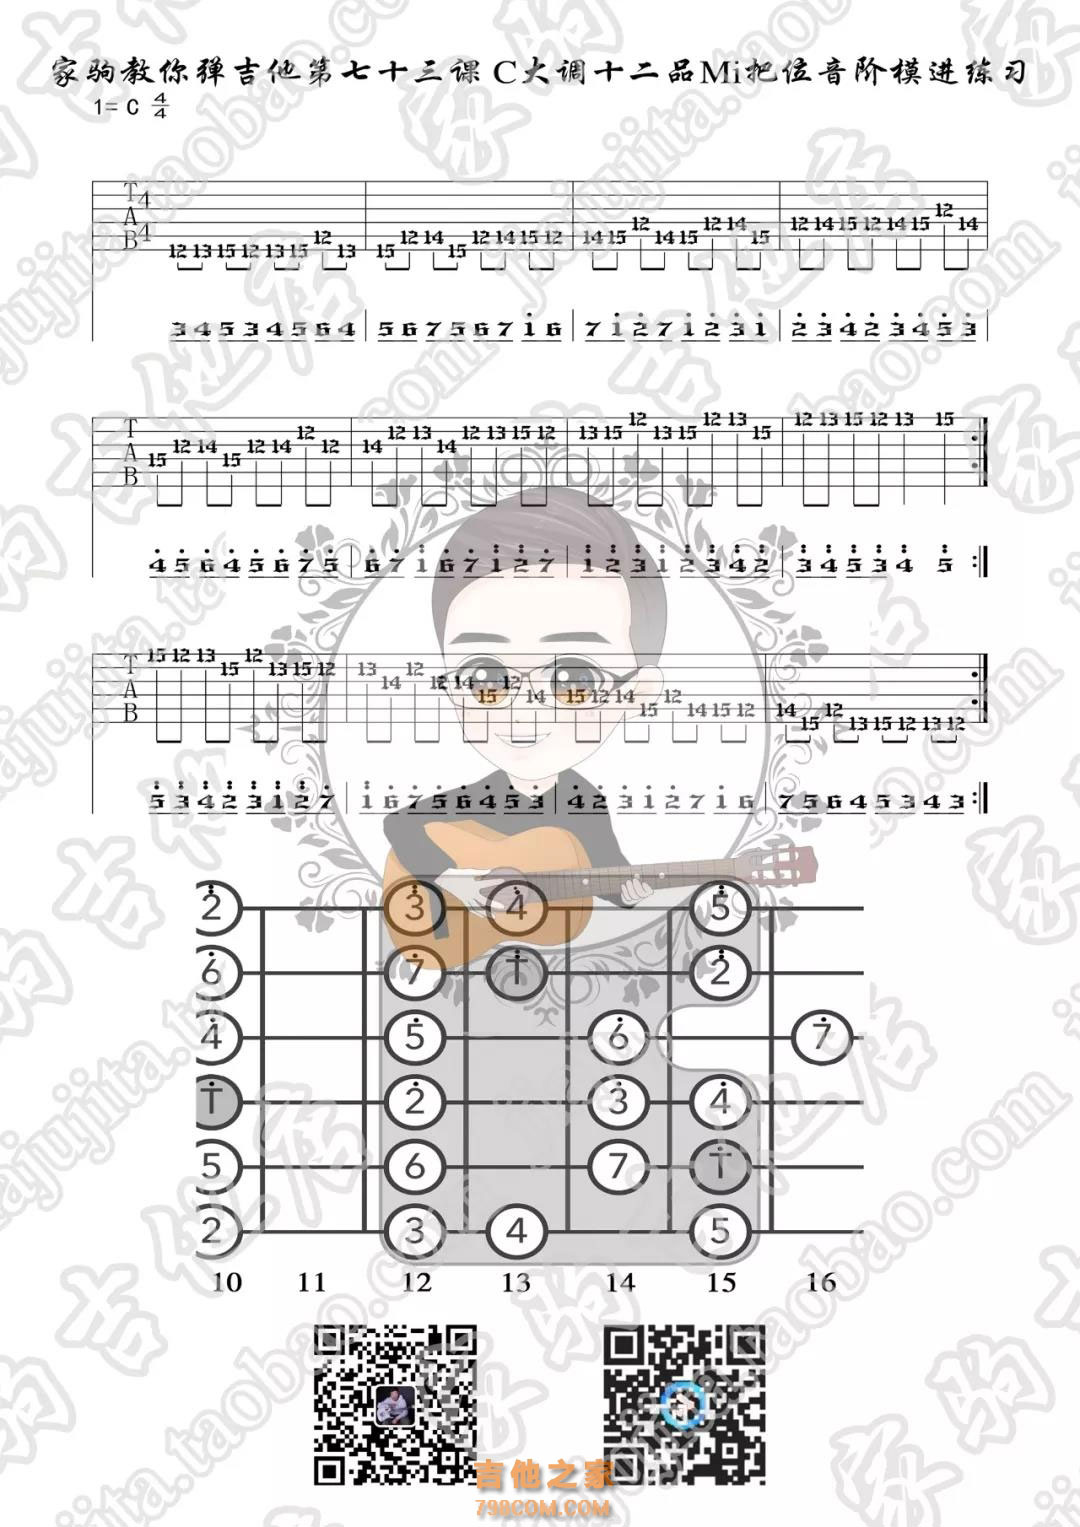 家驹教你弹吉他第七十三课 C大调十二品Mi把位音阶模进练习
1= C 4/4
T A B 4 4
12 13 15 12 13 15 12 13 15 12 14 15 12 14 15 12 14 15 12 14 15 12 14 15 12 14 15 12 14 15 12 14
3 4 5 3 4 5 6 4 5 6 7 5 6 7 1 6 7 1 2 7 1 2 3 1 2 3 4 2 3 4 5 3
T A B
15 12 14 15 12 14 12 12 14 12 13 14 12 13 15 12 13 15 12 13 15 12 13 15 12 13 15 12 13 15
4 5 6 4 5 6 7 5 6 7 1 6 7 1 2 7 1 2 3 1 2 3 4 2 3 4 5 3 4 5 :||
T A B
15 12 13 15 12 13 15 12 13 14 12 12 14 15 12 14 15 12 14 15 12 14 15 12 14 15 12 13 15 12 13 12
5 3 4 2 3 1 2 7 1 6 7 5 6 4 5 3 4 2 3 1 2 7 1 6 7 5 6 4 5 3 4 3 :||
2 3 4 5
6 7 T 2
4 5 6 7
T 2 3 4
5 6 7 T
2 3 4 5
10 11 12 13 14 15 16
吉他之家
798COM.COM
jiajujita.taobao.com